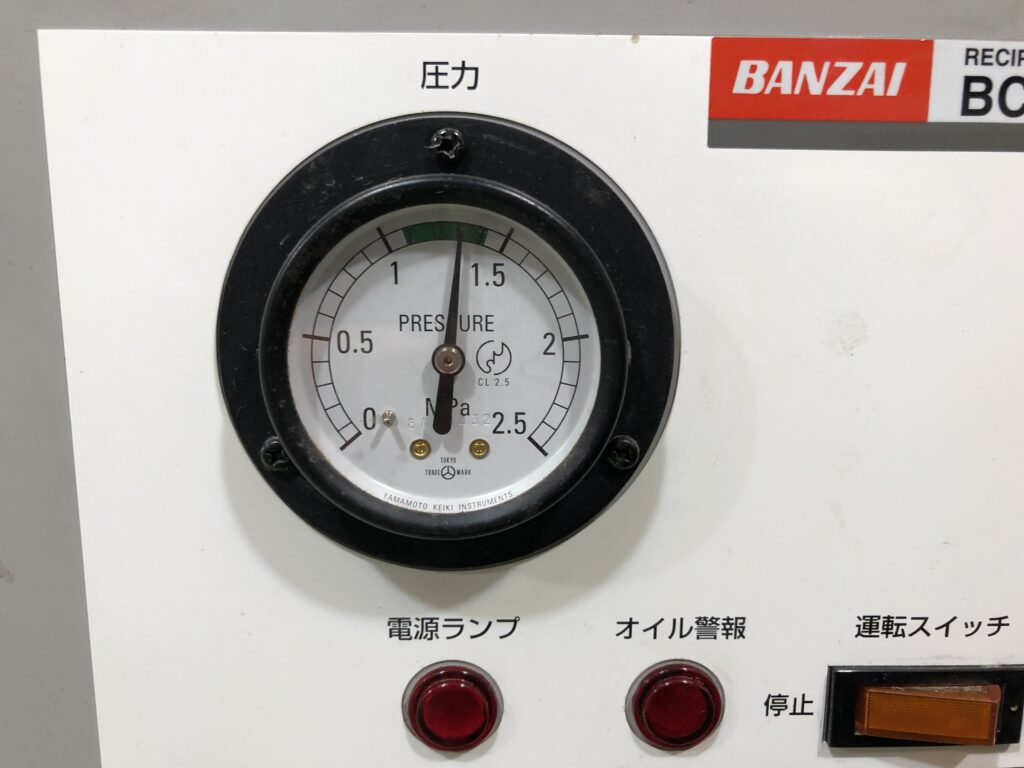 圧力
BANZAI
RECIP
BC
1
1.5
PRESSURE
0.5
2
CL 2.5
MPa
0
2.5
TOKYO
TRADE MARK
YAMAMOTO KEIKI INSTRUMENTS
電源ランプ
オイル警報
運転スイッチ
停止